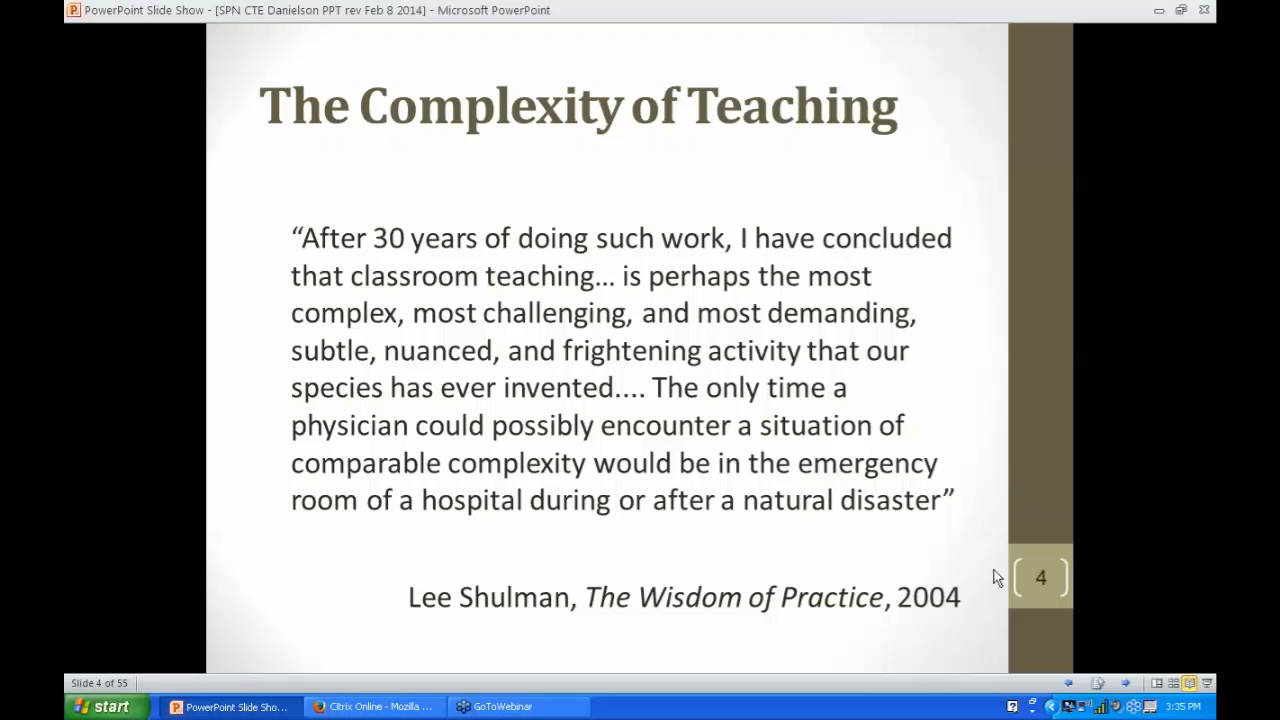 PowerPoint Slide Show - [SPN CTE Danielson PPT rev Feb 8 2014] - Microsoft PowerPoint
The Complexity of Teaching
“After 30 years of doing such work, I have concluded
that classroom teaching... is perhaps the most
complex, most challenging, and most demanding,
subtle, nuanced, and frightening activity that our
species has ever invented.... The only time a
physician could possibly encounter a situation of
comparable complexity would be in the emergency
room of a hospital during or after a natural disaster”
4
Lee Shulman, The Wisdom of Practice, 2004
Slide 4 of 55
start PowerPoint Slide Sho... Citrix Online - Mozilla ... GoToWebinar 3:35 PM